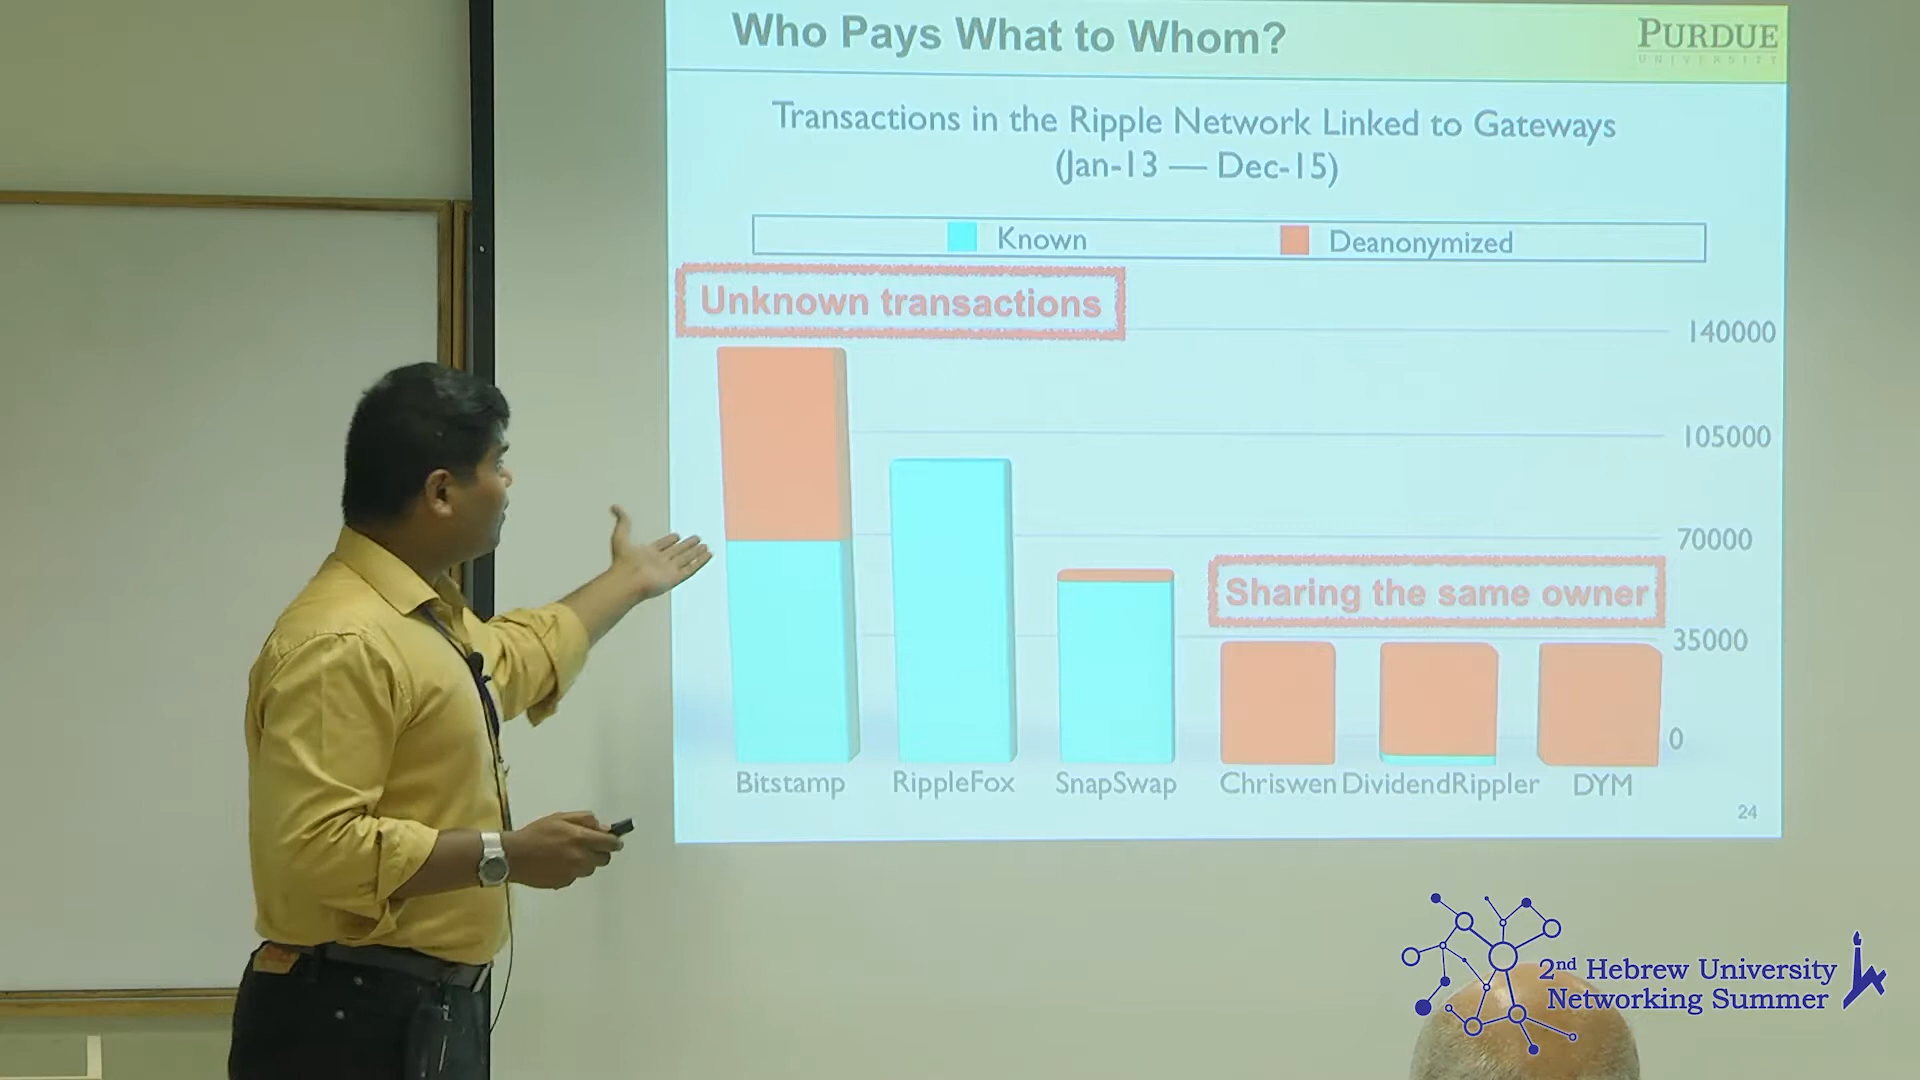 Who Pays What to Whom?
PURDUE
UNIVERSITY
Transactions in the Ripple Network Linked to Gateways
(Jan-13 — Dec-15)
Known
Deanonymized
Unknown transactions
140000
105000
70000
Sharing the same owner
35000
0
Bitstamp
RippleFox
SnapSwap
Chriswen
DividendRippler
DYM
24
2nd Hebrew University
Networking Summer